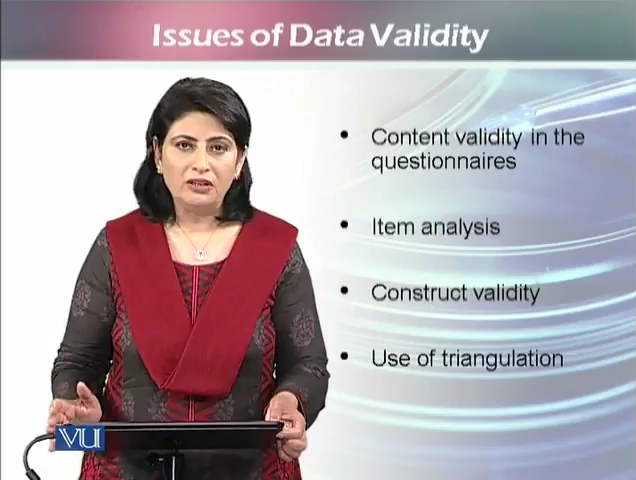 Issues of Data Validity
• Content validity in the
questionnaires
• Item analysis
• Construct validity
• Use of triangulation
VU